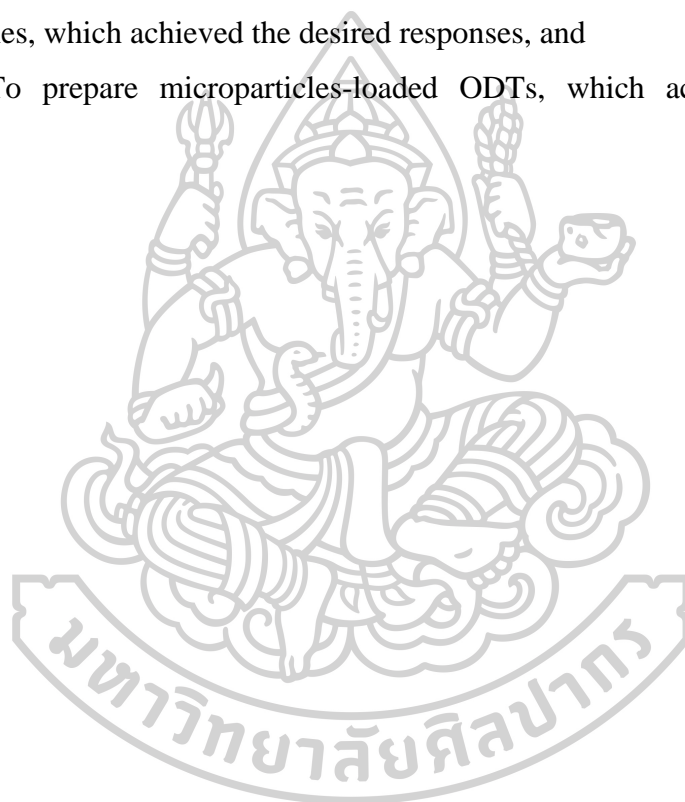 es, which achieved the desired responses, and
To prepare microparticles-loaded ODTs, which
มหาวิทยาลัยศิลปากร